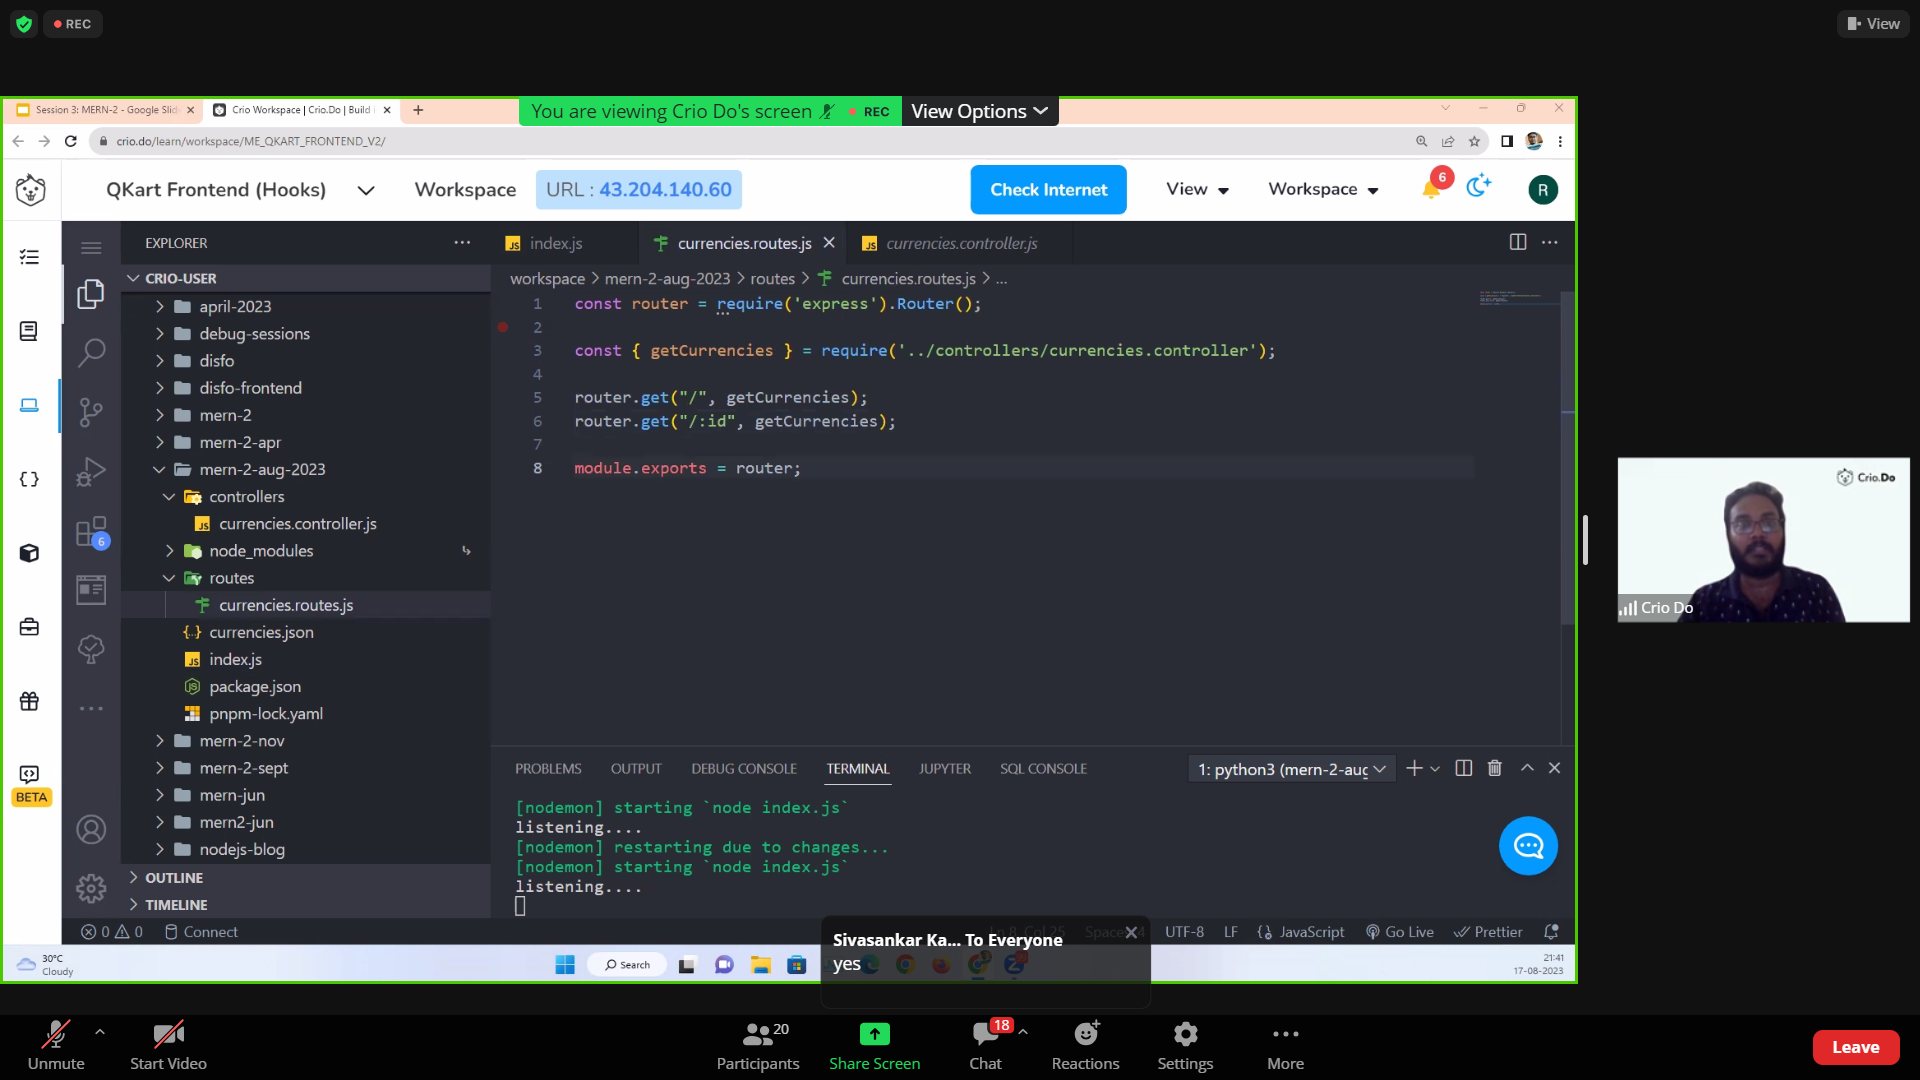 REC
View
Session 3: MERN-2 - Google Slid
Crio Workspace | Crio.Do | Build
You are viewing Crio Do's screen
REC
View Options
crio.do/learn/workspace/ME_QKART_FRONTEND_V2/
QKart Frontend (Hooks)
Workspace
URL : 43.204.140.60
Check Internet
View
Workspace
6
R
EXPLORER
CRIO-USER
april-2023
debug-sessions
disfo
disfo-frontend
mern-2
mern-2-apr
mern-2-aug-2023
controllers
currencies.controller.js
node_modules
routes
currencies.routes.js
currencies.json
index.js
package.json
pnpm-lock.yaml
mern-2-nov
mern-2-sept
mern-jun
mern2-jun
nodejs-blog
OUTLINE
TIMELINE
6
BETA
index.js
currencies.routes.js
currencies.controller.js
workspace > mern-2-aug-2023 > routes > currencies.routes.js > ...
1 const router = require('express').Router();
2
3 const { getCurrencies } = require('../controllers/currencies.controller');
4
5 router.get("/", getCurrencies);
6 router.get("/:id", getCurrencies);
7
8 module.exports = router;
PROBLEMS
OUTPUT
DEBUG CONSOLE
TERMINAL
JUPYTER
SQL CONSOLE
1: python3 (mern-2-aug
[nodemon] starting `node index.js`
listening....
[nodemon] restarting due to changes...
[nodemon] starting `node index.js`
listening....
0 0
Connect
Ln 8, Col 25
Spaces: 4
UTF-8
LF
JavaScript
Go Live
Prettier
Sivasankar Ka... To Everyone
yes
30°C
Cloudy
Search
21:41
17-08-2023
Crio.Do
Crio Do
Unmute
Start Video
20
Participants
Share Screen
18
Chat
Reactions
Settings
More
Leave